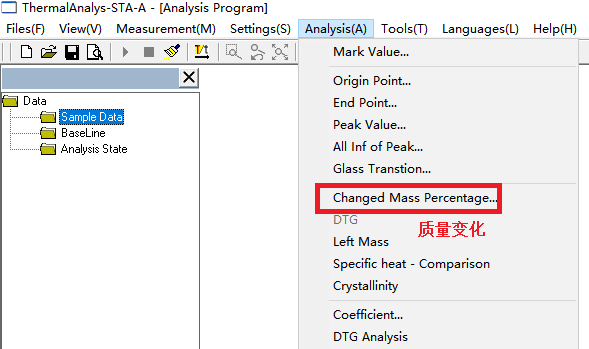 ThermalAnalys-STA-A - [Analysis Program]
Files(F) View(V) Measurement(M) Settings(S) Analysis(A) Tools(T) Languages(L) Help(H)
Mark Value...
Origin Point...
End Point...
Peak Value...
All Inf of Peak...
Glass Transtion...
Changed Mass Percentage...
DTG
质量变化
Left Mass
Specific heat - Comparison
Crystallinity
Coefficient...
DTG Analysis
Data
Sample Data
BaseLine
Analysis State